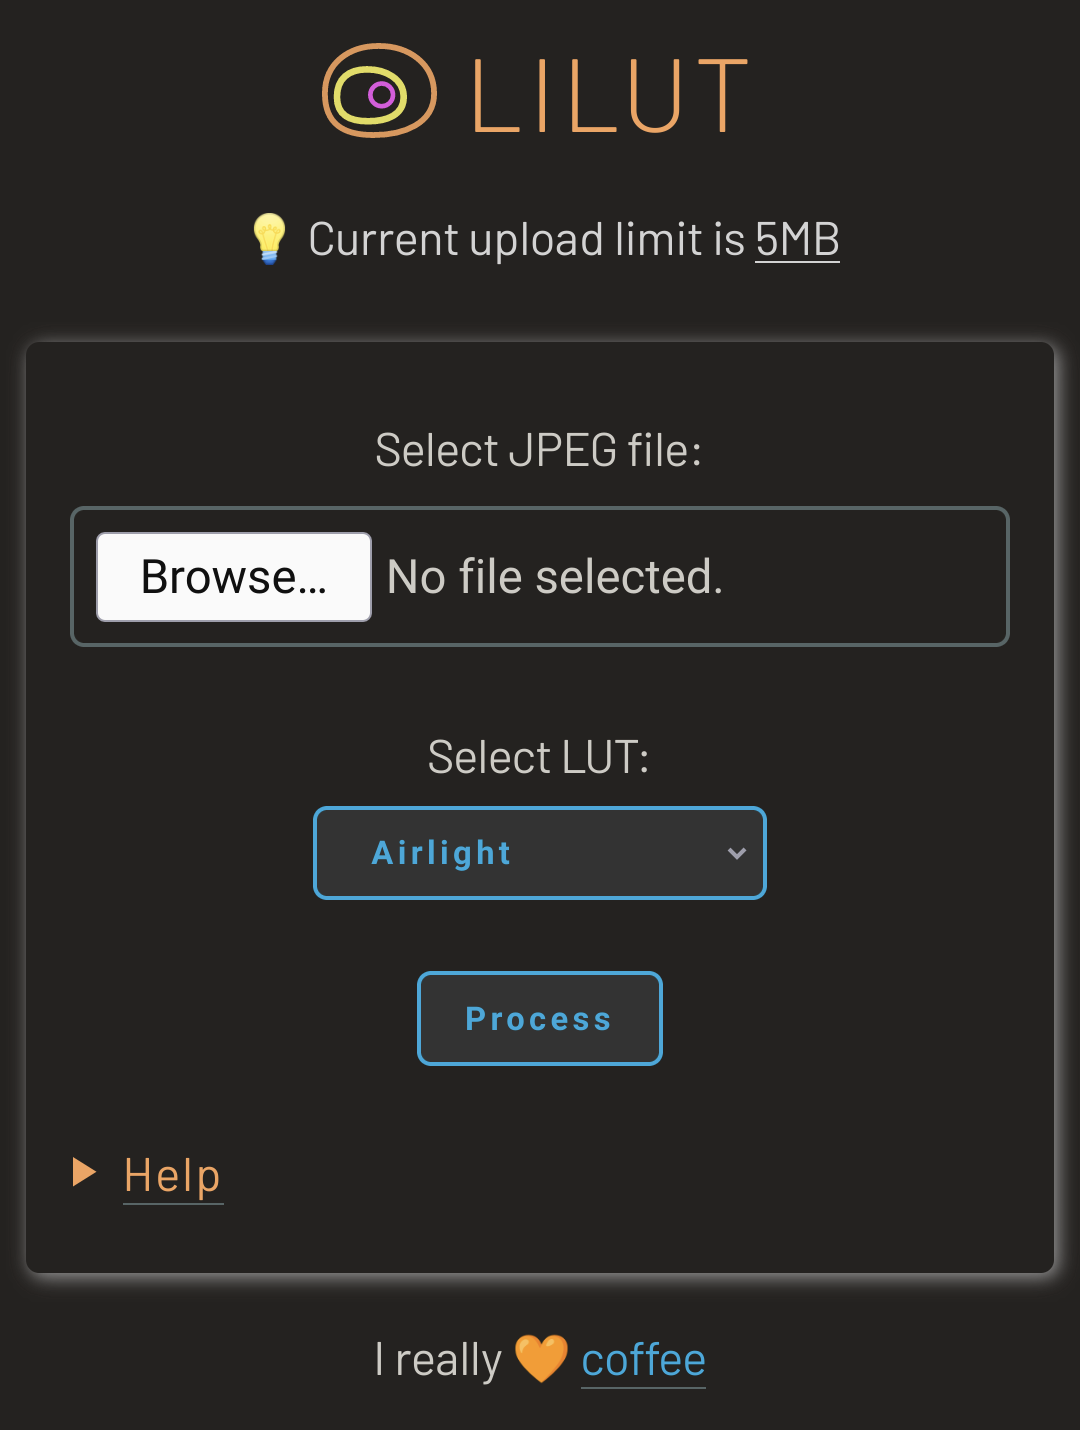 LILUT
💡 Current upload limit is 5MB
Select JPEG file:
Browse... No file selected.
Select LUT:
Airlight
Process
Help
I really 🧡 coffee